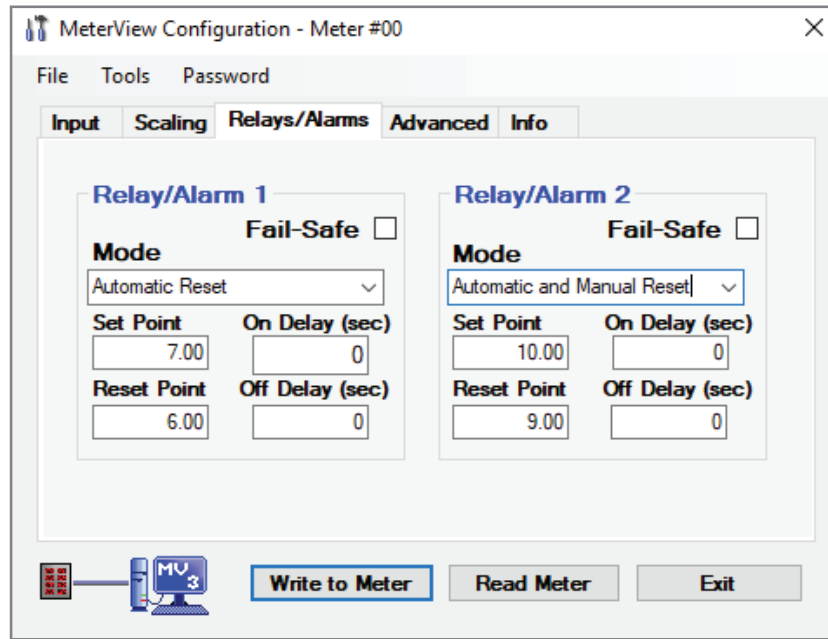 MeterView Configuration - Meter #00
File Tools Password
Input Scaling Relays/Alarms Advanced Info
Relay/Alarm 1
Fail-Safe
Mode
Automatic Reset
Set Point On Delay (sec)
7.00 0
Reset Point Off Delay (sec)
6.00 0
Relay/Alarm 2
Fail-Safe
Mode
Automatic and Manual Reset
Set Point On Delay (sec)
10.00 0
Reset Point Off Delay (sec)
9.00 0
MV
3
Write to Meter Read Meter Exit